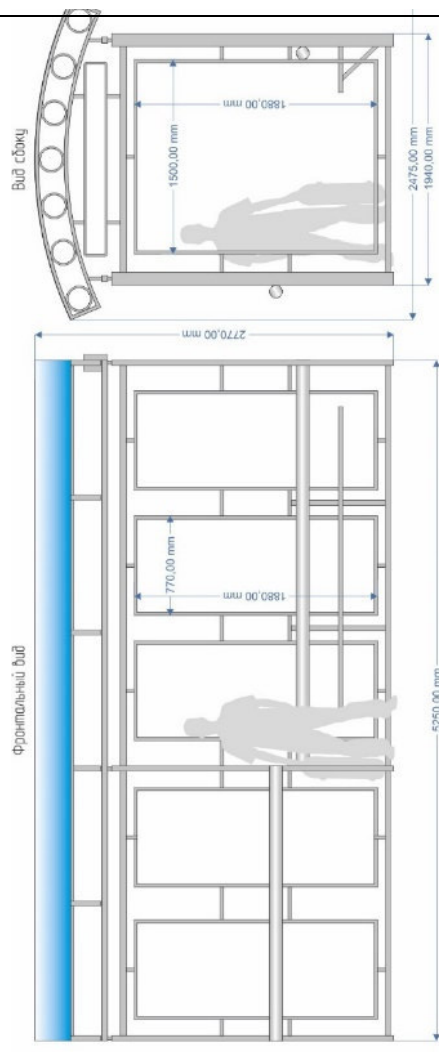 Вид сбоку
1880,00 mm
1500,00 mm
2475,00 mm
1940,00 mm
Фронтальный вид
2770,00 mm
770,00 mm
1880,00 mm
5250,00 mm